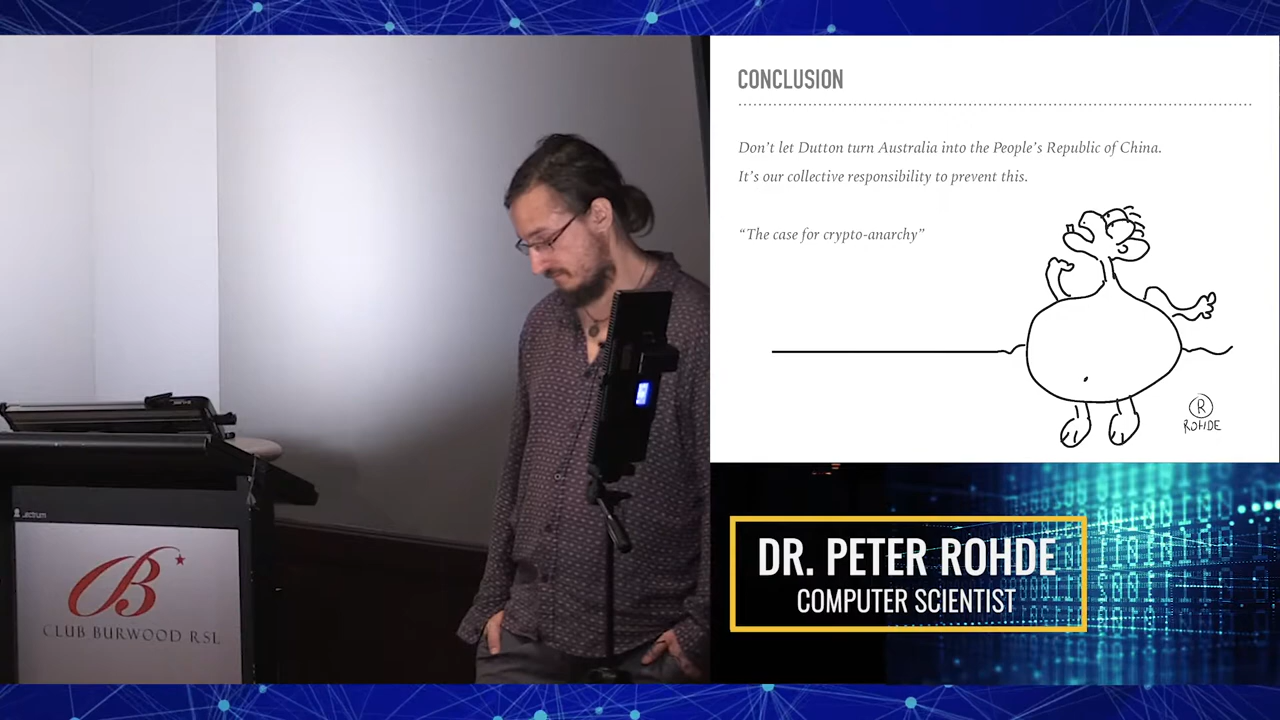 CONCLUSION
Don't let Dutton turn Australia into the People's Republic of China.
It's our collective responsibility to prevent this.
“The case for crypto-anarchy”
R
ROHDE
DR. PETER ROHDE
COMPUTER SCIENTIST
Lectrum
B
CLUB BURWOOD RSL